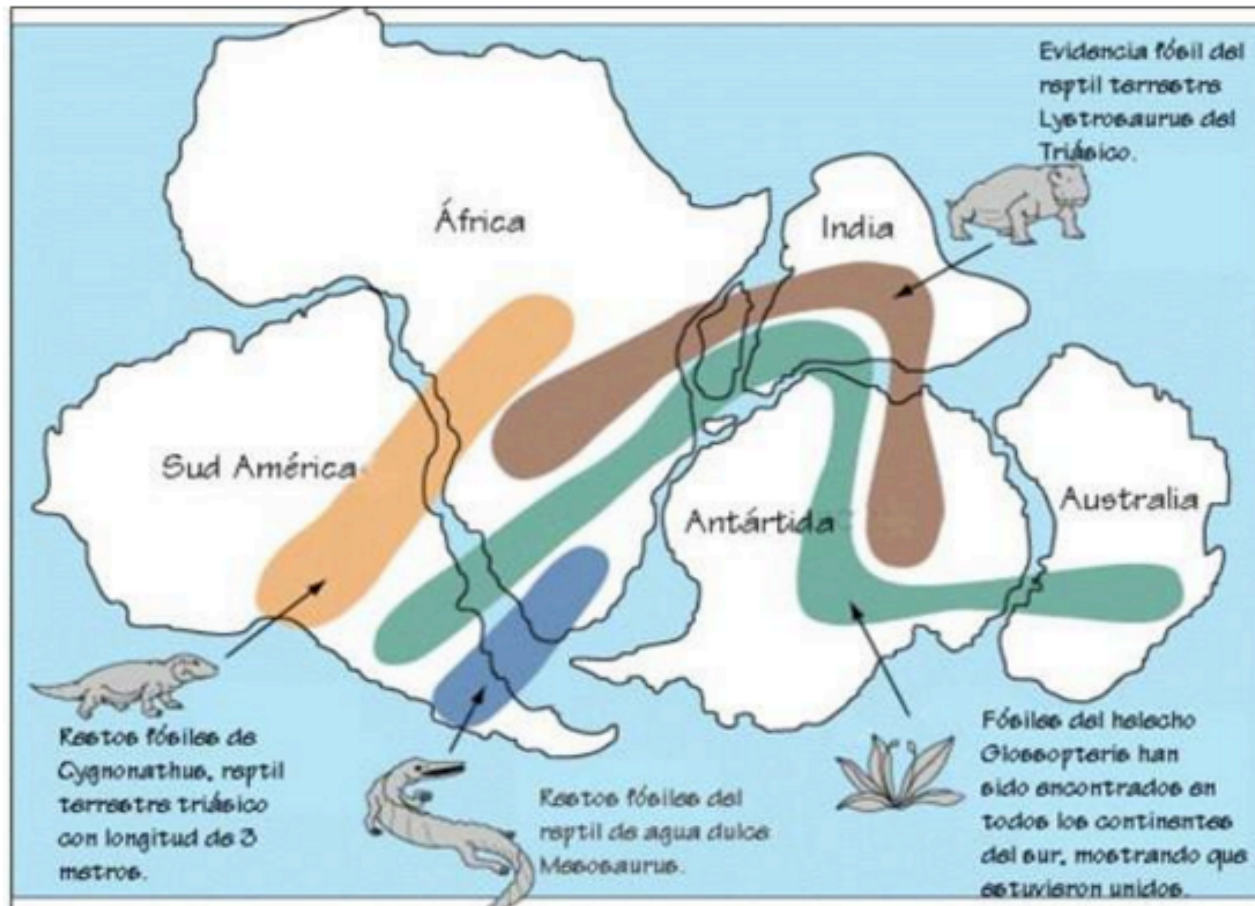 Evidencia fósil del
reptil terrestre
Lystrosaurus del
Triásico.
África
India
Sud América
Antártida
Australia
Restos fósiles de
Cygnonathus, reptil
terrestre triásico
con longitud de 3
metros.
Restos fósiles del
reptil de agua dulce
Mesosaurus.
Fósiles del helecho
Glossopteris han
sido encontrados en
todos los continentes
del sur, mostrando que
estuvieron unidos.